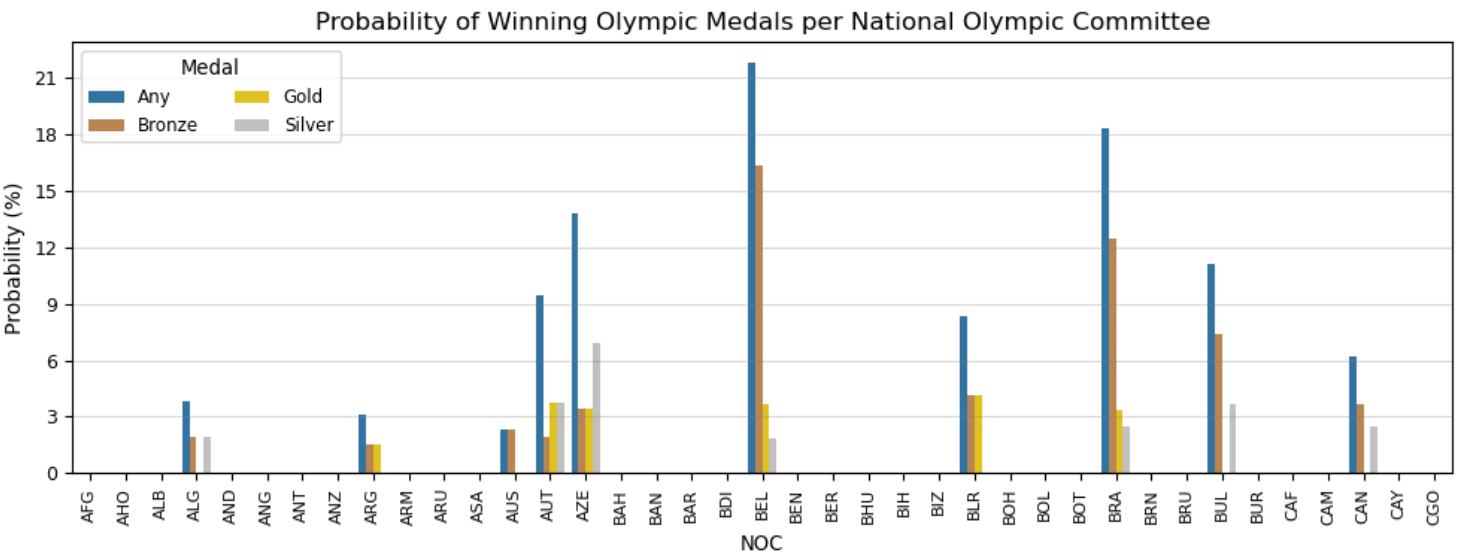 Probability of Winning Olympic Medals per National Olympic Committee
Medal
Any Gold
Bronze Silver
Probability (%)
21
18
15
12
9
6
3
0
AFG AHO ALB ALG AND ANG ANT ANZ ARG ARM ARU ASA AUS AUT AZE BAH BAN BAR BDI BEL BEN BER BHU BIH BIZ BLR BOH BOL BOT BRA BRN BRU BUL BUR CAF CAM CAN CAY CGO
NOC